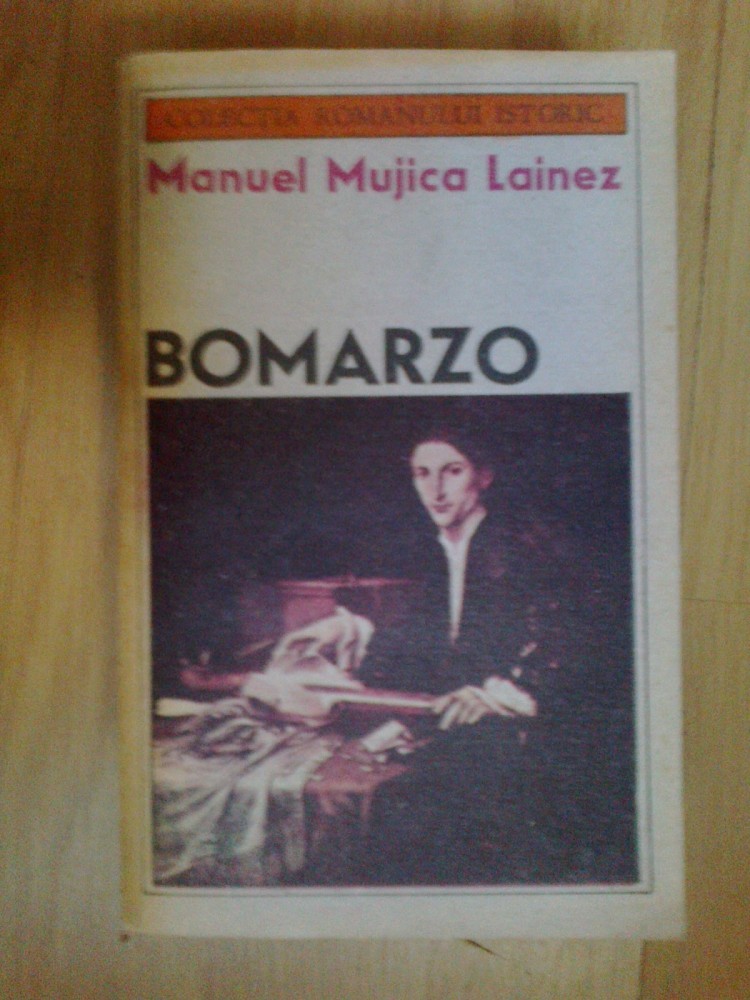 COLECȚIA ROMANULUI ISTORIC
Manuel Mujica Lainez
BOMARZO